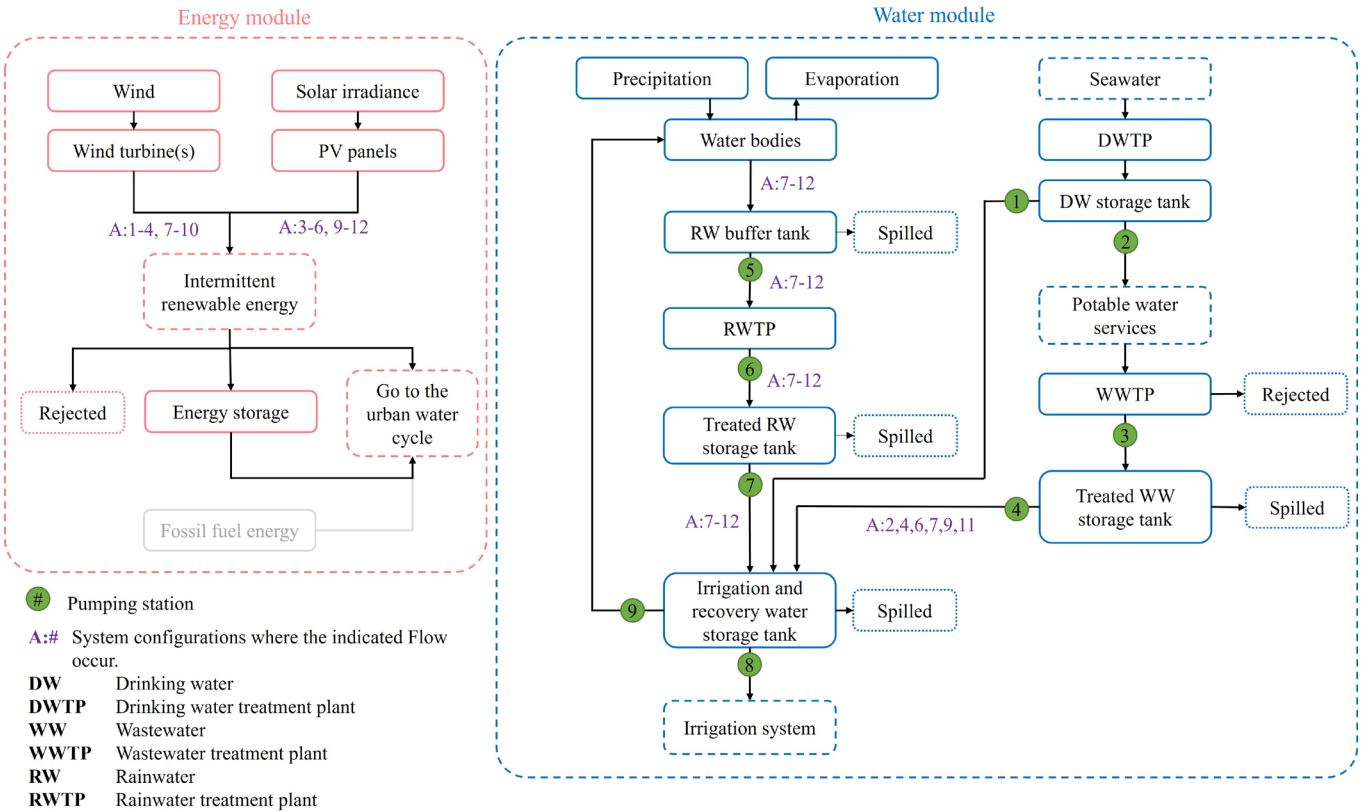 Energy module
Wind
Solar irradiance
Wind turbine(s)
PV panels
A:1-4, 7-10
A:3-6, 9-12
Intermittent
renewable energy
Rejected
Energy storage
Go to the
urban water
cycle
Fossil fuel energy
# Pumping station
A:# System configurations where the indicated Flow
occur.
DW Drinking water
DWTP Drinking water treatment plant
WW Wastewater
WWTP Wastewater treatment plant
RW Rainwater
RWTP Rainwater treatment plant
Water module
Precipitation
Evaporation
Seawater
Water bodies
DWTP
A:7-12
1
DW storage tank
RW buffer tank
Spilled
2
5
A:7-12
Potable water
services
RWTP
6
A:7-12
WWTP
Rejected
Treated RW
storage tank
Spilled
3
7
A:7-12
A:2,4,6,7,9,11
4
Treated WW
storage tank
Spilled
9
Irrigation and
recovery water
storage tank
Spilled
8
Irrigation system